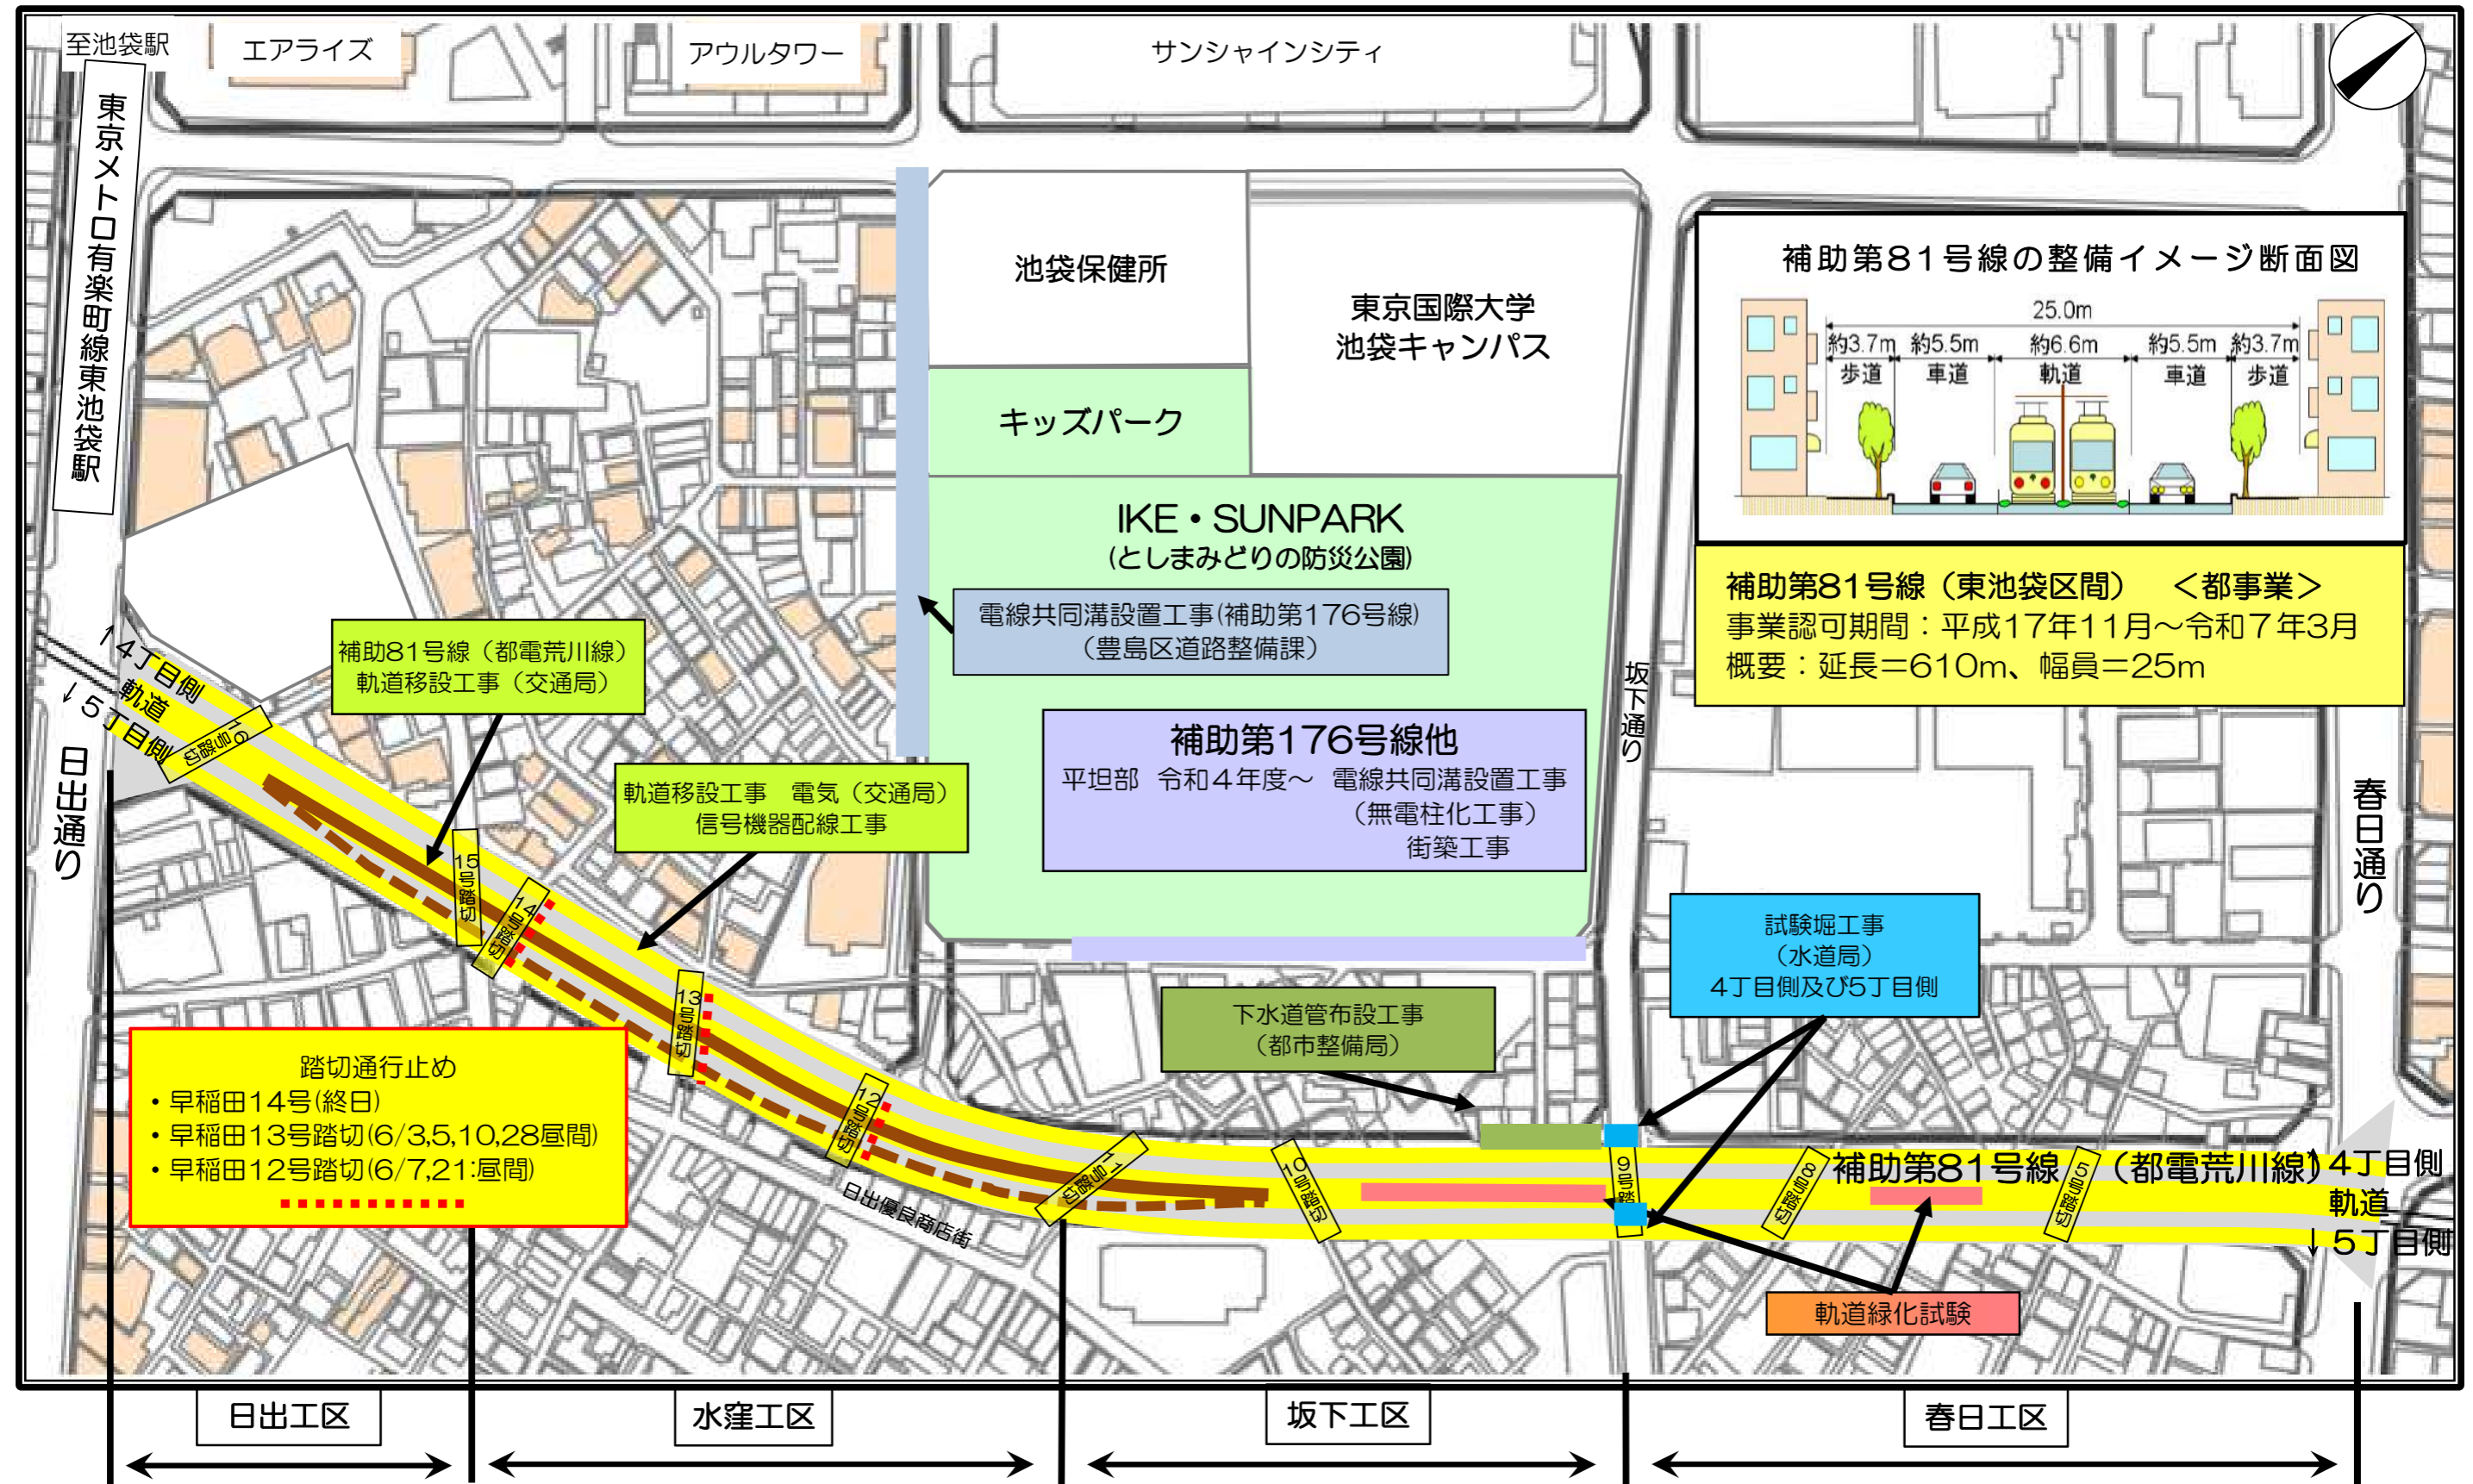 至池袋駅
エアライズ
アウルタワー
サンシャインシティ
東京メトロ有楽町線東池袋駅
池袋保健所
東京国際大学
池袋キャンパス
キッズパーク
IKE・SUNPARK
(としまみどりの防災公園)
補助第81号線の整備イメージ断面図
25.0m
約3.7m 約5.5m 約6.6m 約5.5m 約3.7m
歩道 車道 軌道 車道 歩道
補助第81号線（東池袋区間） ＜都事業＞
事業認可期間：平成17年11月～令和7年3月
概要：延長＝610m、幅員＝25m
電線共同溝設置工事(補助第176号線)
（豊島区道路整備課）
補助第176号線他
平坦部 令和4年度～ 電線共同溝設置工事
（無電柱化工事）
街築工事
坂下通り
春日通り
日出通り
↑4丁目側
軌道
↓5丁目側
補助81号線（都電荒川線）
軌道移設工事（交通局）
軌道移設工事 電気（交通局）
信号機器配線工事
16号踏切
15号踏切
14号踏切
13号踏切
12号踏切
11号踏切
10号踏切
9号踏切
8号踏切
5号踏切
試験堀工事
（水道局）
4丁目側及び5丁目側
下水道管布設工事
（都市整備局）
踏切通行止め
・早稲田14号(終日)
・早稲田13号踏切(6/3,5,10,28昼間)
・早稲田12号踏切(6/7,21:昼間)
日出優良商店街
補助第81号線 （都電荒川線）
↑4丁目側
軌道
↓5丁目側
軌道緑化試験
日出工区
水窪工区
坂下工区
春日工区